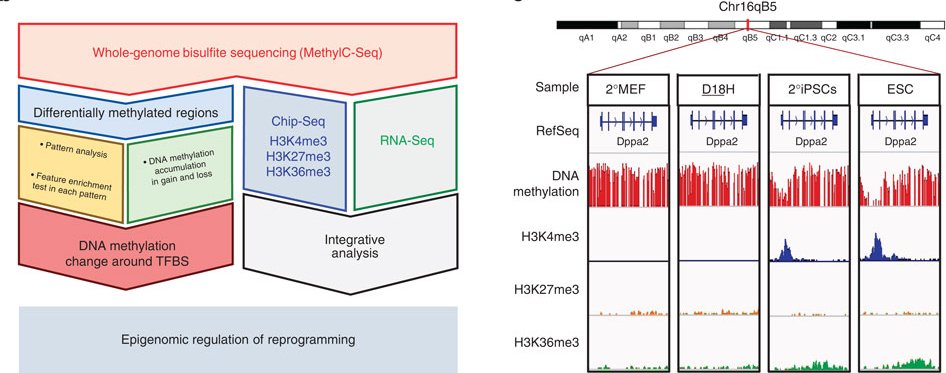 Whole-genome bisulfite sequencing (MethylC-Seq)
Differentially methylated regions
• Pattern analysis
• Feature enrichment
test in each pattern
• DNA methylation
accumulation
in gain and loss
Chip-Seq
H3K4me3
H3K27me3
H3K36me3
RNA-Seq
DNA methylation
change around TFBS
Integrative
analysis
Epigenomic regulation of reprogramming
Chr16qB5
qA1 qA2 qB1 qB2 qB3 qB4 qB5 qC1.1 qC1.3 qC2 qC3.1 qC3.3 qC4
Sample 2°MEF D18H 2°iPSCs ESC
RefSeq
Dppa2 Dppa2 Dppa2 Dppa2
DNA
methylation
H3K4me3
H3K27me3
H3K36me3